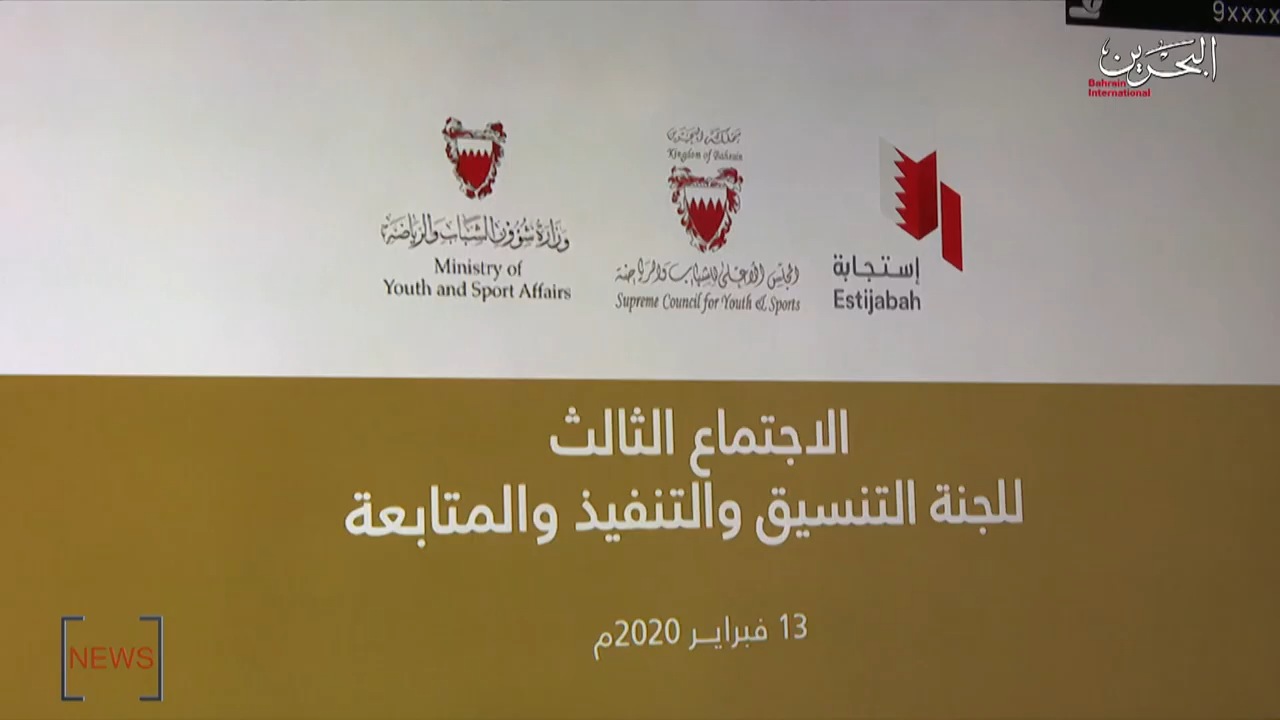 9xxxx
البحرين
Bahrain
International
وزارة شؤون الشباب والرياضة
Ministry of
Youth and Sport Affairs
مملكة البحرين
Kingdom of Bahrain
المجلس الأعلى للشباب والرياضة
Supreme Council for Youth & Sports
إستجابة
Estijabah
الاجتماع الثالث
للجنة التنسيق والتنفيذ والمتابعة
13 فبراير 2020م
NEWS